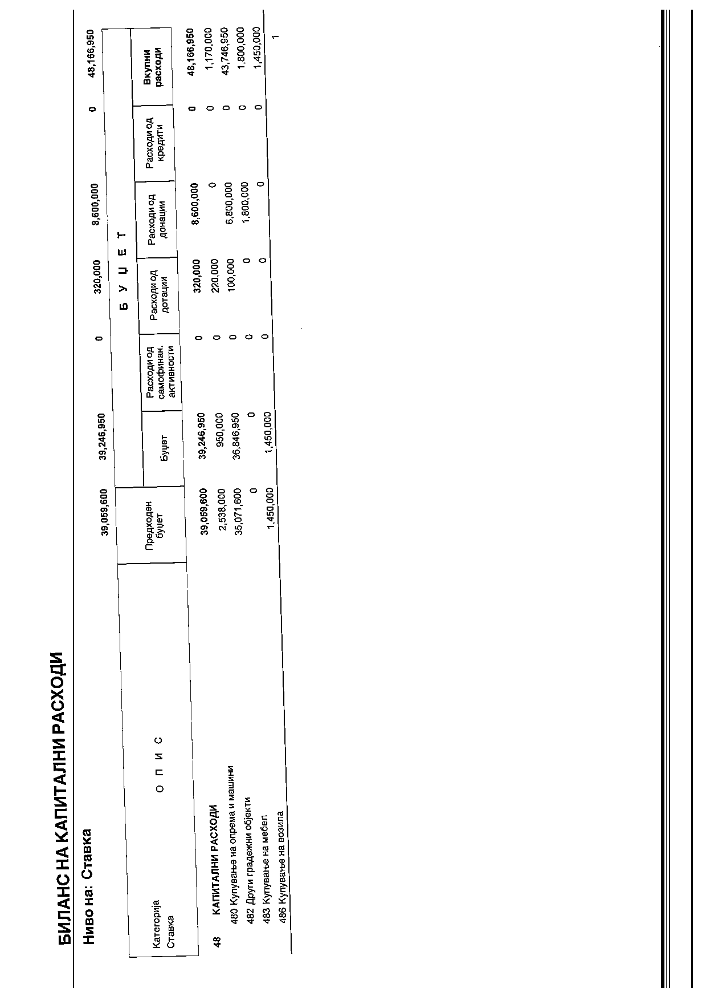 БИЛАНС НА КАПИТАЛНИ РАСХОДИ
Ниво на: Ставка
39,059,600 39,246,950 0 320,000 8,600,000 0 48,166,950
Б У Џ Е Т
Категорија
Ставка
О П И С
Предходен
буџет
Буџет
Расходи од
самофинан.
активности
Расходи од
дотации
Расходи од
донации
Расходи од
кредити
Вкупни
расходи
48 КАПИТАЛНИ РАСХОДИ 39,059,600 39,246,950 0 320,000 8,600,000 0 48,166,950
480 Купување на опрема и машини 2,538,000 950,000 0 220,000 0 0 1,170,000
482 Други градежни објекти 35,071,600 36,846,950 0 100,000 6,800,000 0 43,746,950
483 Купување на мебел 0 0 0 0 1,800,000 0 1,800,000
486 Купување на возила 1,450,000 1,450,000 0 0 0 0 1,450,000
1